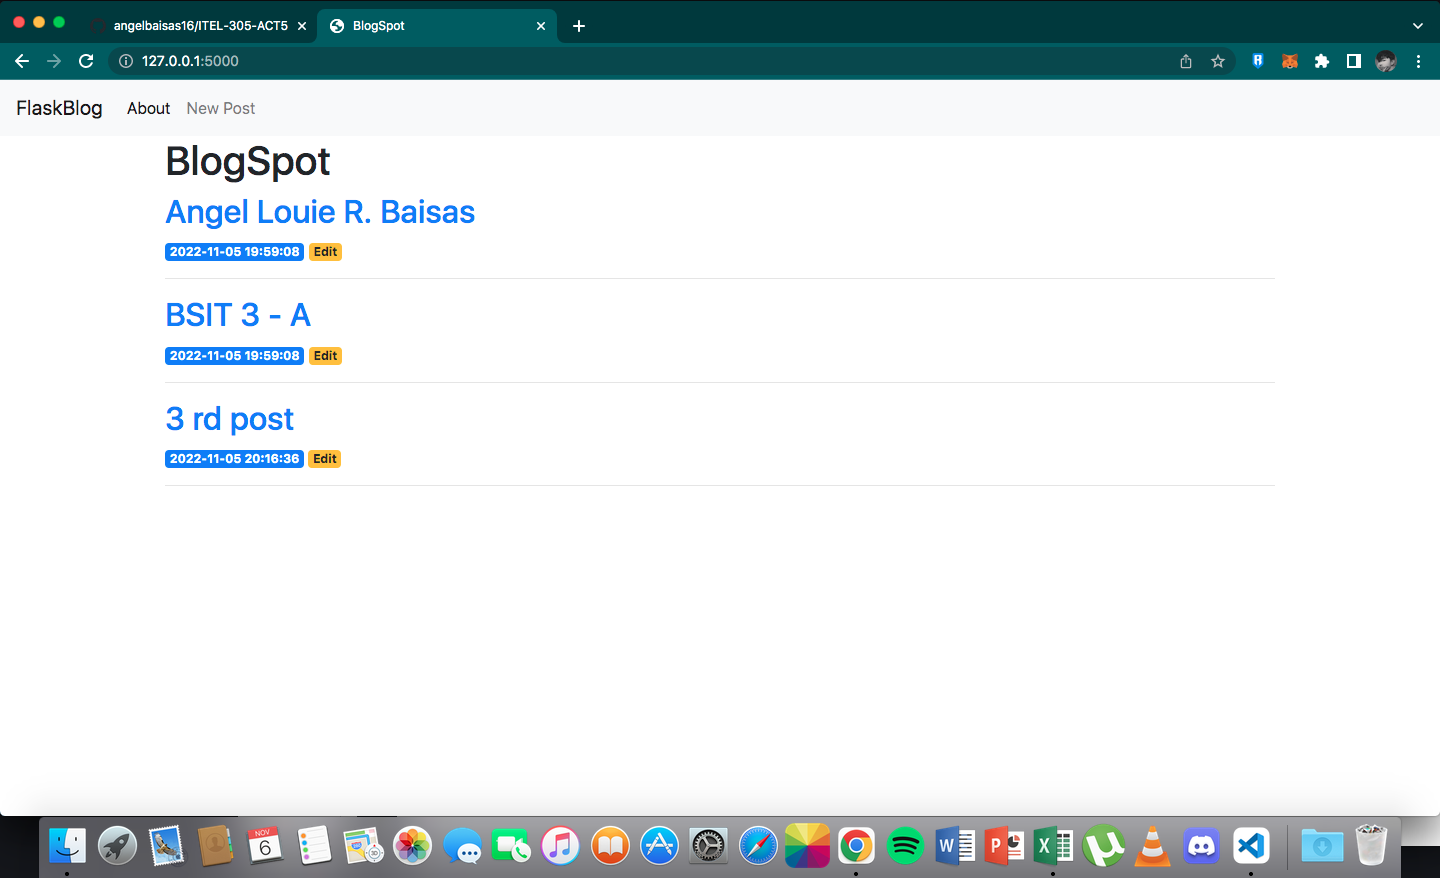 angelbaisas16/ITEL-305-ACT5
BlogSpot
127.0.0.1:5000
FlaskBlog
About
New Post
BlogSpot
Angel Louie R. Baisas
2022-11-05 19:59:08 Edit
BSIT 3 - A
2022-11-05 19:59:08 Edit
3 rd post
2022-11-05 20:16:36 Edit
NOV
6
3D
W
P
X